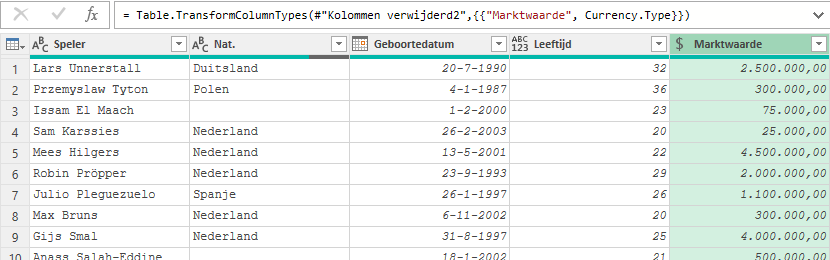 fx = Table.TransformColumnTypes(#"Kolommen verwijderd2",{{"Marktwaarde", Currency.Type}})
ABC Speler ABC Nat. Geboortedatum ABC 123 Leeftijd $ Marktwaarde
1 Lars Unnerstall Duitsland 20-7-1990 32 2.500.000,00
2 Przemyslaw Tyton Polen 4-1-1987 36 300.000,00
3 Issam El Maach 1-2-2000 23 75.000,00
4 Sam Karssies Nederland 26-2-2003 20 25.000,00
5 Mees Hilgers Nederland 13-5-2001 22 4.500.000,00
6 Robin Pröpper Nederland 23-9-1993 29 2.000.000,00
7 Julio Pleguezuelo Spanje 26-1-1997 26 1.100.000,00
8 Max Bruns Nederland 6-11-2002 20 300.000,00
9 Gijs Smal Nederland 31-8-1997 25 4.000.000,00
10 Anass Salah-Eddine 18-1-2002 21 500.000,00